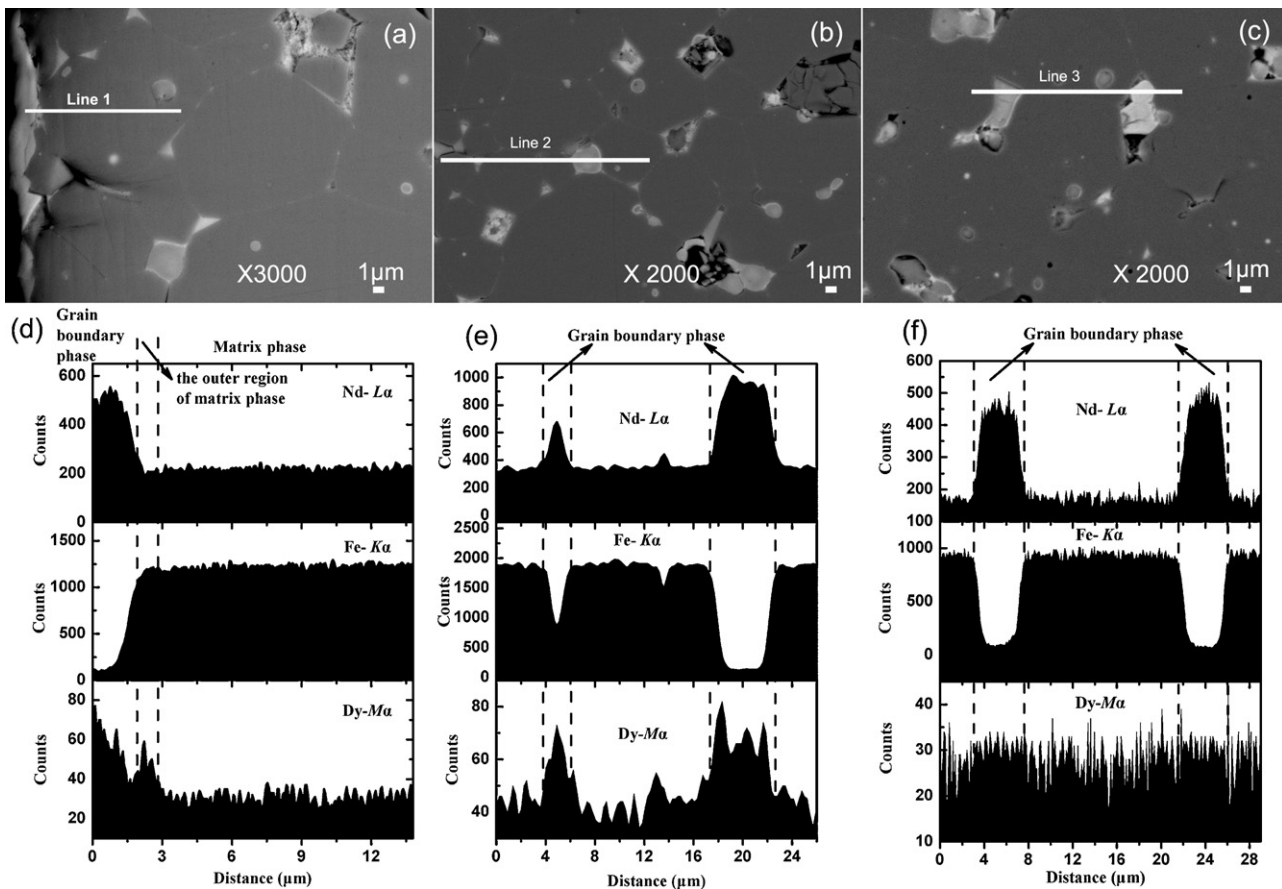 (a)
Line 1
X3000
1μm
(b)
Line 2
X 2000
1μm
(c)
Line 3
X 2000
1μm
(d)
Grain
boundary
phase
Matrix phase
the outer region
of matrix phase
Nd- Lα
600
400
200
0
Counts
Fe- Kα
1500
1250
1000
750
500
250
0
Counts
Dy-Mα
80
60
40
20
Counts
0 3 6 9 12
Distance (μm)
(e)
Grain boundary phase
Nd- Lα
1000
800
600
400
200
0
Counts
Fe- Kα
2500
2000
1500
1000
500
0
Counts
Dy-Mα
80
60
40
Counts
0 4 8 12 16 20 24
Distance (μm)
(f)
Grain boundary phase
Nd- Lα
600
500
400
300
200
100
Counts
Fe- Kα
1000
500
0
Counts
Dy-Mα
40
30
20
10
Counts
0 4 8 12 16 20 24 28
Distance (μm)